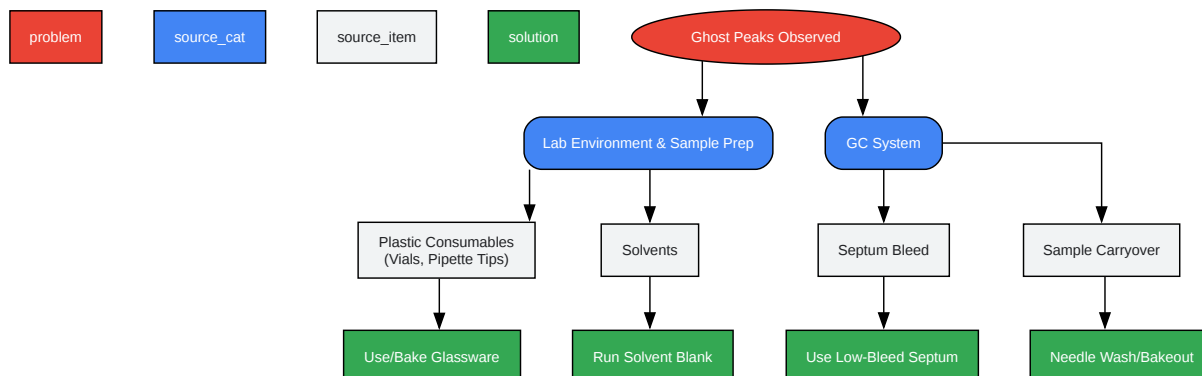 problem
source_cat
source_item
solution
Ghost Peaks Observed
Lab Environment & Sample Prep
GC System
Plastic Consumables
(Vials, Pipette Tips)
Solvents
Septum Bleed
Sample Carryover
Use/Bake Glassware
Run Solvent Blank
Use Low-Bleed Septum
Needle Wash/Bakeout